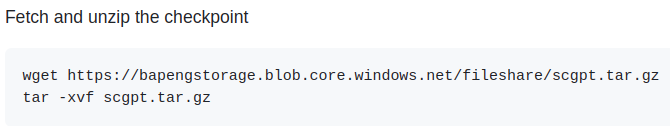 Fetch and unzip the checkpoint
wget https://bapengstorage.blob.core.windows.net/fileshare/scgpt.tar.gz
tar -xvf scgpt.tar.gz